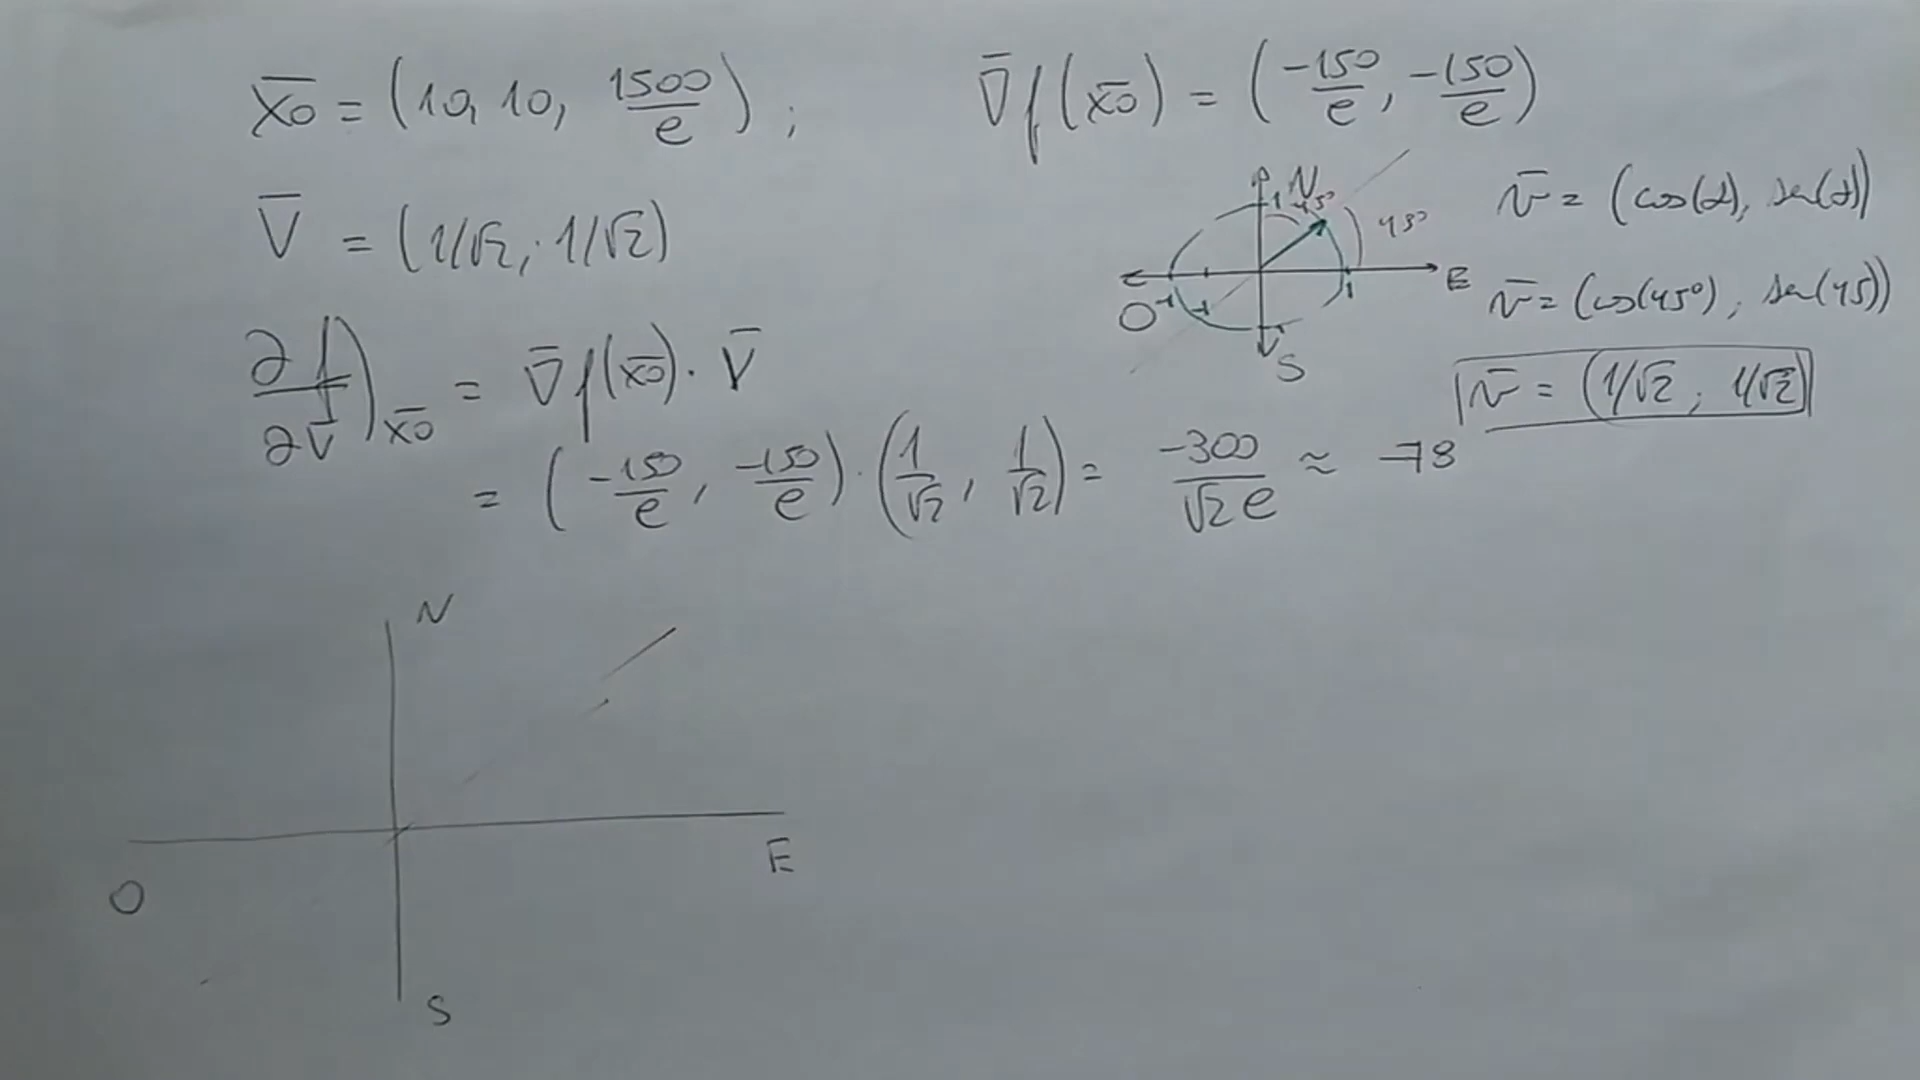 x̄₀ = (10, 10, 1500/e) ;
∇̄f(x̄₀) = (-150/e, -150/e)
V̄ = (1/√2, 1/√2)
N
1
45°
45°
E
1
-1
-1
O
S
v̄ = (cos(α), sen(α))
v̄ = (cos(45°), sen(45))
v̄ = (1/√2, 1/√2)
∂f/∂V̄)x̄₀ = ∇̄f(x̄₀) · V̄
= (-150/e, -150/e) · (1/√2, 1/√2) = -300/√2 e ≈ -78
N
E
O
S